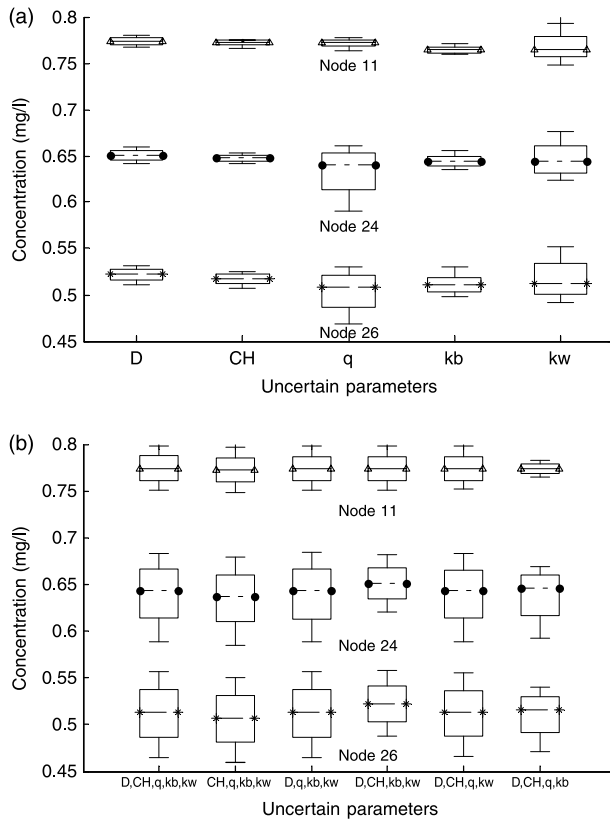 (a)
0.8
0.75
0.7
0.65
0.6
0.55
0.5
0.45
Concentration (mg/l)
Node 11
Node 24
Node 26
D CH q kb kw
Uncertain parameters
(b)
0.8
0.75
0.7
0.65
0.6
0.55
0.5
0.45
Concentration (mg/l)
Node 11
Node 24
Node 26
D,CH,q,kb,kw CH,q,kb,kw D,q,kb,kw D,CH,kb,kw D,CH,q,kw D,CH,q,kb
Uncertain parameters